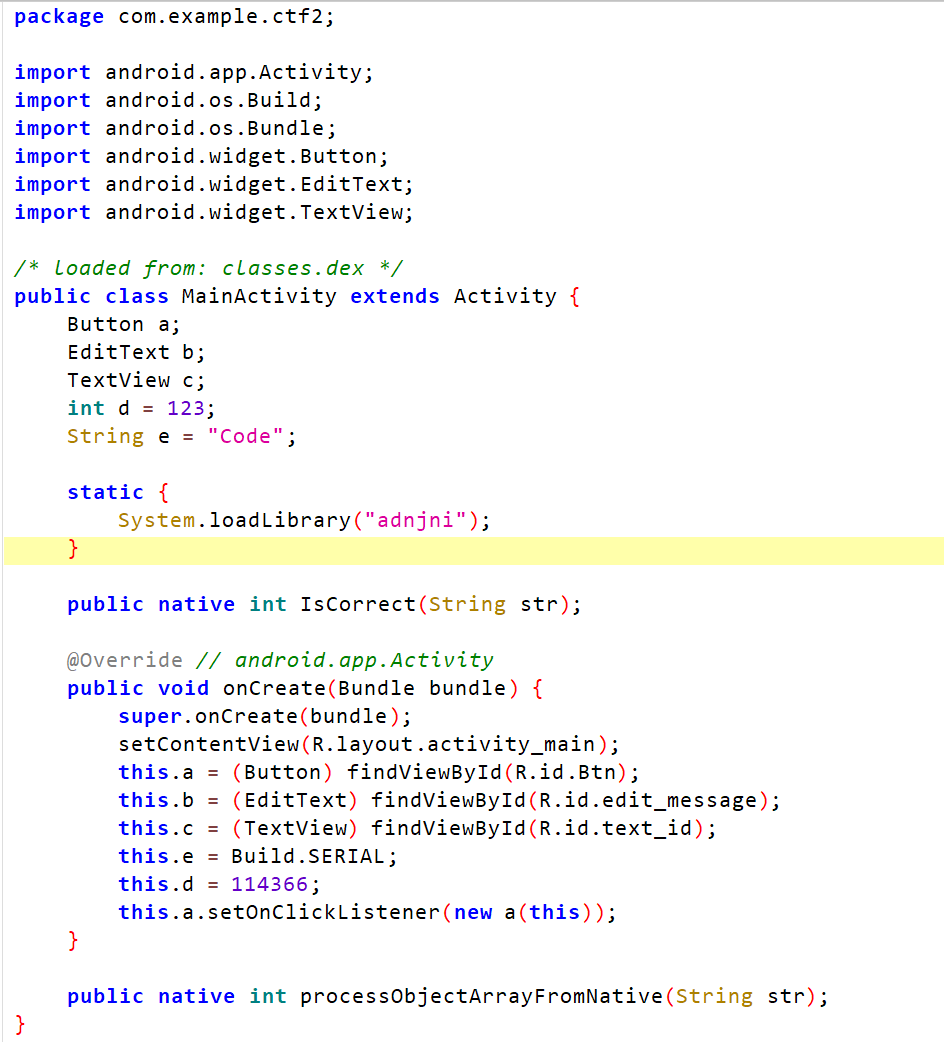 package com.example.ctf2;
import android.app.Activity;
import android.os.Build;
import android.os.Bundle;
import android.widget.Button;
import android.widget.EditText;
import android.widget.TextView;
/* loaded from: classes.dex */
public class MainActivity extends Activity {
    Button a;
    EditText b;
    TextView c;
    int d = 123;
    String e = "Code";
    static {
        System.loadLibrary("adnjni");
    }
    public native int IsCorrect(String str);
    @Override // android.app.Activity
    public void onCreate(Bundle bundle) {
        super.onCreate(bundle);
        setContentView(R.layout.activity_main);
        this.a = (Button) findViewById(R.id.Btn);
        this.b = (EditText) findViewById(R.id.edit_message);
        this.c = (TextView) findViewById(R.id.text_id);
        this.e = Build.SERIAL;
        this.d = 114366;
        this.a.setOnClickListener(new a(this));
    }
    public native int processObjectArrayFromNative(String str);
}